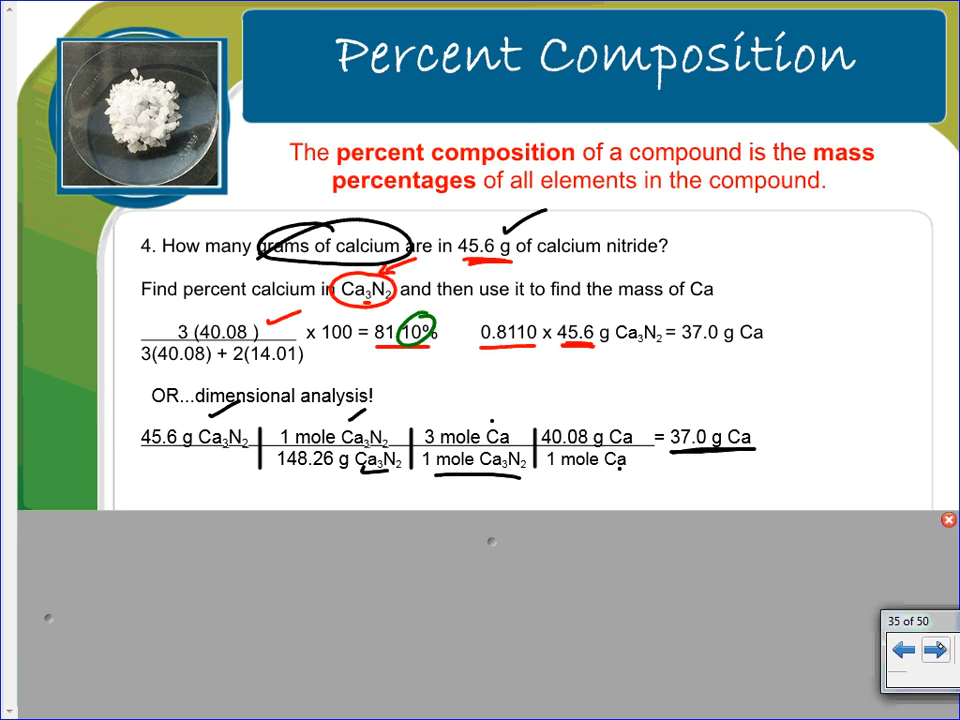 Percent Composition
The percent composition of a compound is the mass
percentages of all elements in the compound.
4. How many grams of calcium are in 45.6 g of calcium nitride?
Find percent calcium in Ca₃N₂ and then use it to find the mass of Ca
3 (40.08 ) x 100 = 81.10% 0.8110 x 45.6 g Ca₃N₂ = 37.0 g Ca
3(40.08) + 2(14.01)
OR...dimensional analysis!
45.6 g Ca₃N₂ 1 mole Ca₃N₂ 3 mole Ca 40.08 g Ca = 37.0 g Ca
148.26 g Ca₃N₂ 1 mole Ca₃N₂ 1 mole Ca
35 of 50